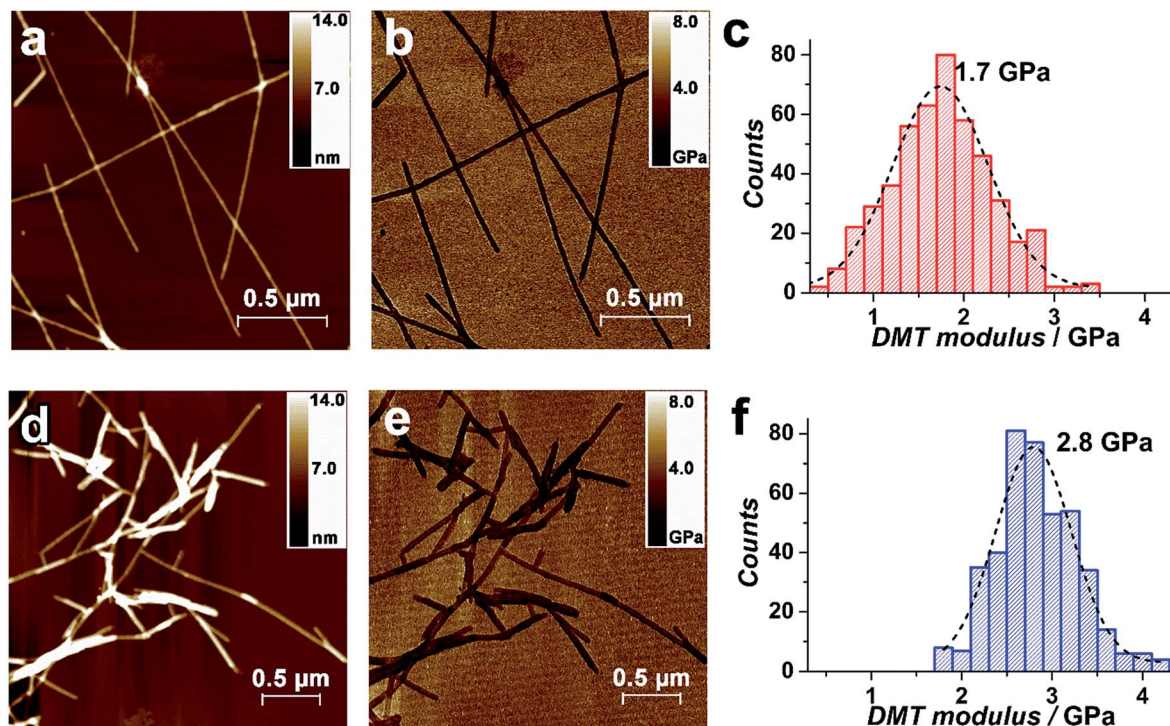 a
14.0
7.0
nm
0.5 µm
b
8.0
4.0
GPa
0.5 µm
c
1.7 GPa
80
60
40
20
0
Counts
1 2 3 4
DMT modulus / GPa
d
14.0
7.0
nm
0.5 µm
e
8.0
4.0
GPa
0.5 µm
f
2.8 GPa
80
60
40
20
0
Counts
1 2 3 4
DMT modulus / GPa